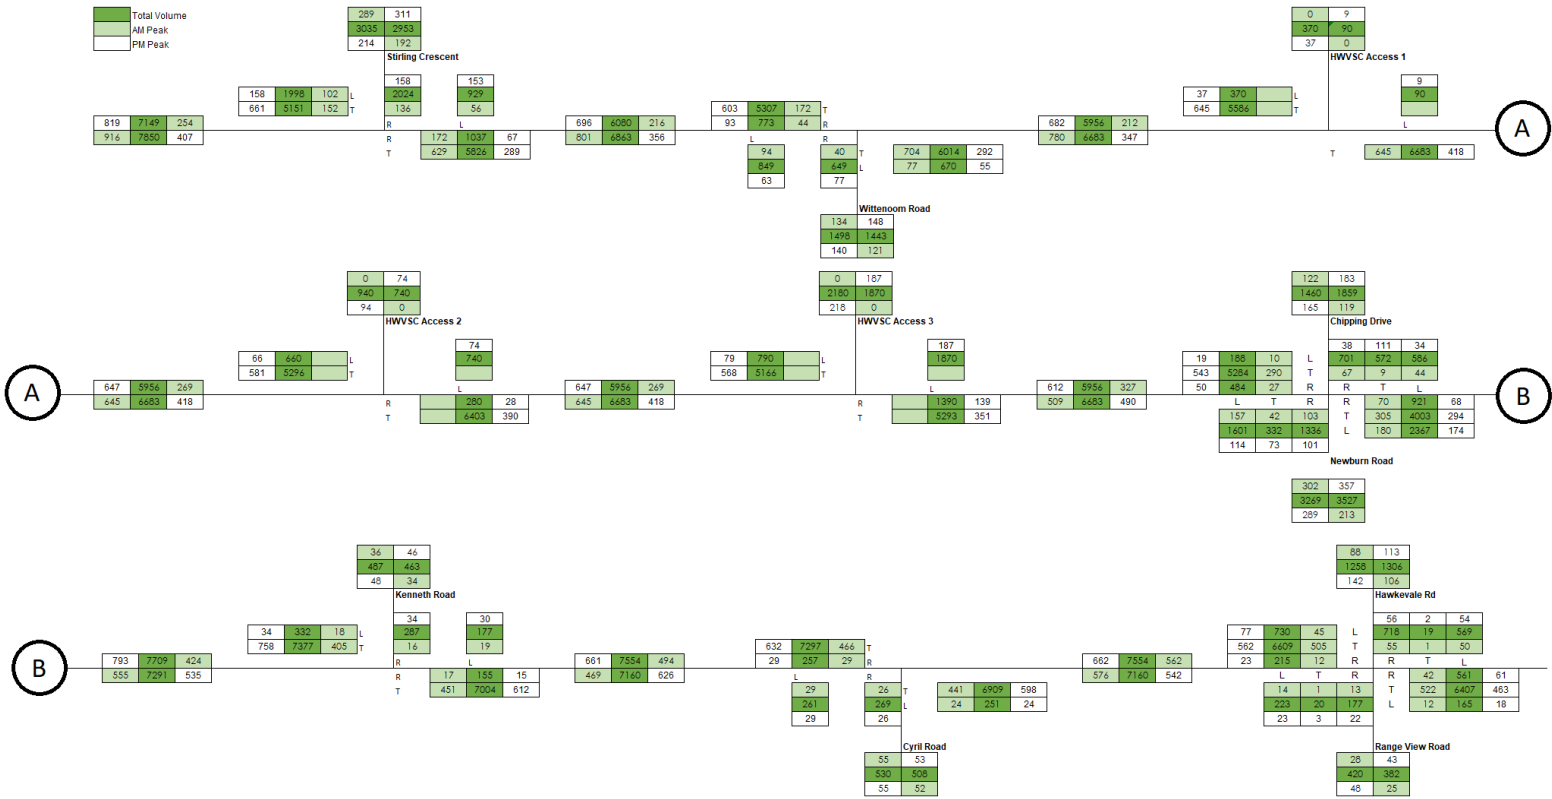 Total Volume
AM Peak
PM Peak
289 311
3035 2953
214 192
Stirling Crescent
158 1998 102 L
661 5151 152 T
158
2024
136
R
153
929
56
L
819 7149 254
916 7850 407
R 172 1037 67
T 629 5826 289
696 6080 216
801 6863 356
603 5307 172 T
93 773 44 R
L
94
849
63
40 T
649 L
77
704 6014 292
77 670 55
Wittenoom Road
134 148
1498 1443
140 121
682 5956 212
780 6683 347
0 9
370 90
37 0
HWVSC Access 1
37 370 L
645 5586 T
9
90
L
T 645 6683 418
A
A
647 5956 269
645 6683 418
0 74
940 740
94 0
HWVSC Access 2
66 660 L
581 5296 T
74
740
L
R 280 28
T 6403 390
647 5956 269
645 6683 418
0 187
2180 1870
218 0
HWVSC Access 3
79 790 L
568 5166 T
187
1870
L
R 1390 139
T 5293 351
612 5956 327
509 6683 490
122 183
1460 1859
165 119
Chipping Drive
19 188 10 L
543 5284 290 T
50 484 27 R
38 111 34
701 572 586
67 9 44
R T L
L T R
157 42 103
1601 332 1336
114 73 101
R 70 921 68
T 305 4003 294
L 180 2367 174
Newburn Road
302 357
3269 3527
289 213
B
B
793 7709 424
555 7291 535
36 46
487 463
48 34
Kenneth Road
34 332 18 L
758 7377 405 T
34
287
16
R
30
177
19
L
R 17 155 15
T 451 7004 612
661 7554 494
469 7160 626
632 7297 466 T
29 257 29 R
L
29
261
29
R
26 T
269 L
26
441 6909 598
24 251 24
Cyril Road
55 53
530 508
55 52
662 7554 562
576 7160 542
88 113
1258 1306
142 106
Hawkevale Rd
77 730 45 L
562 6609 505 T
23 215 12 R
56 2 54
718 19 569
55 1 50
R T L
L T R
14 1 13
223 20 177
23 3 22
R 42 561 61
T 522 6407 463
L 12 165 18
Range View Road
28 43
420 382
48 25